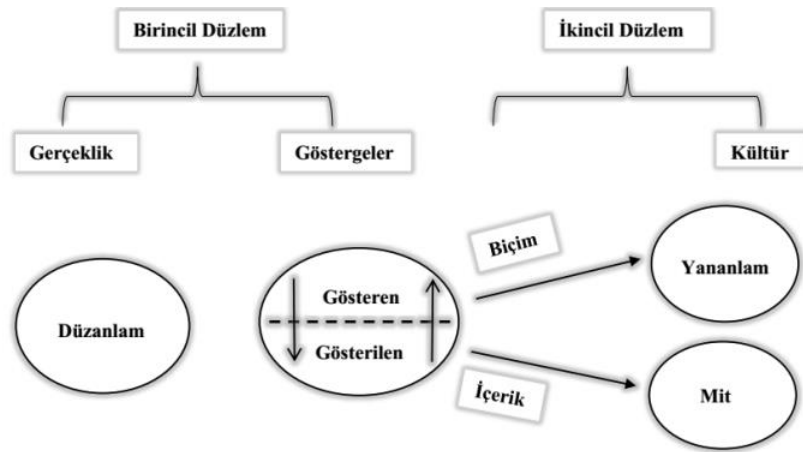 Birincil Düzlem
İkincil Düzlem
Gerçeklik
Göstergeler
Kültür
Biçim
Yananlam
Düzanlam
Gösteren
Gösterilen
İçerik
Mit